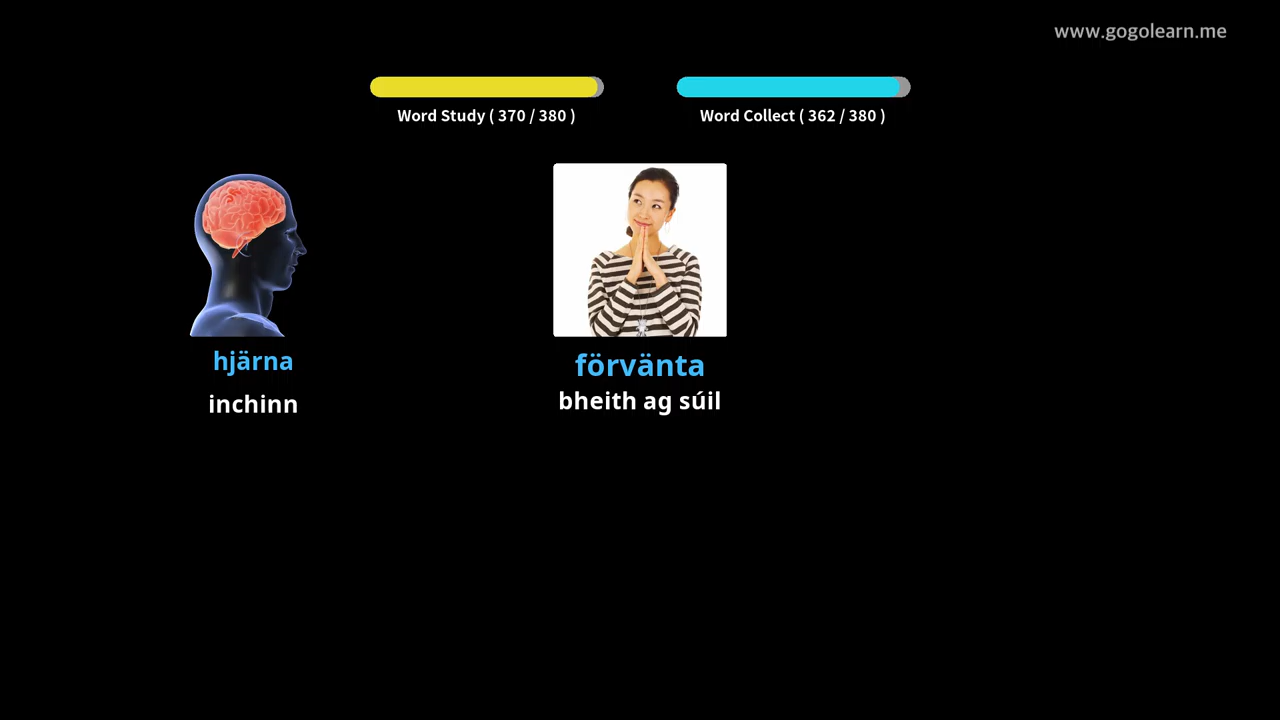 www.gogolearn.me
Word Study ( 370 / 380 )
Word Collect ( 362 / 380 )
hjärna
inchinn
förvänta
bheith ag súil